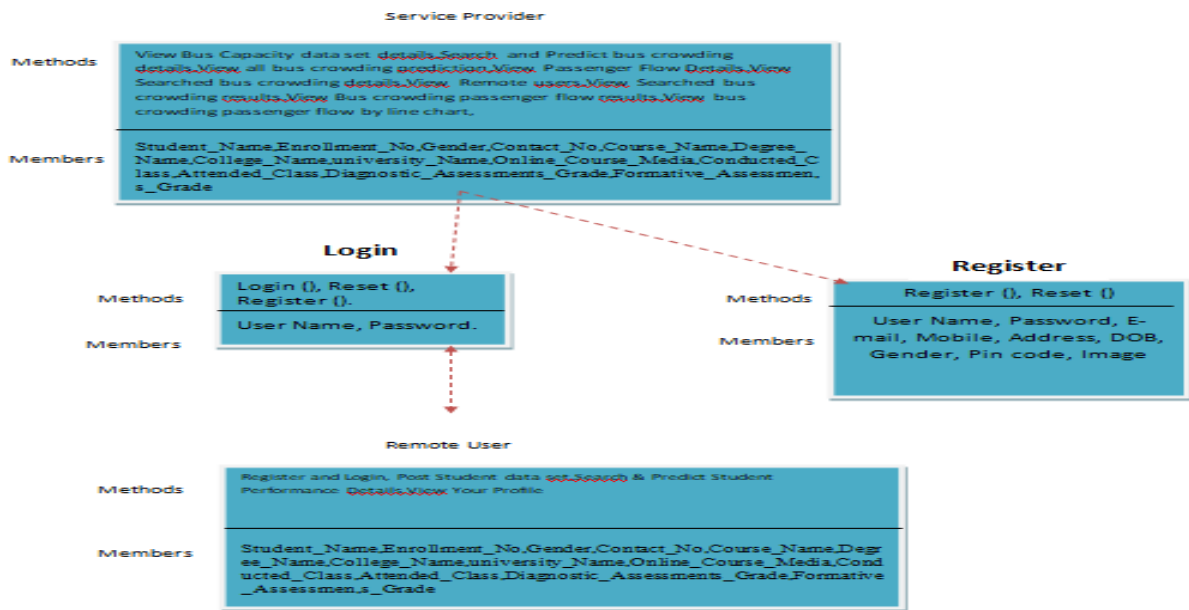 Service Provider
Methods
View Bus Capacity data set details,Search and Predict bus crowding
details,View all bus crowding prediction,View Passenger Flow Details,View
Searched bus crowding details,View Remote users,View Searched bus
crowding results,View Bus crowding passenger flow results,View bus
crowding passenger flow by line chart,
Members
Student_Name,Enrollment_No,Gender,Contact_No,Course_Name,Degree_
Name,College_Name,university_Name,Online_Course_Media,Conducted_C
lass,Attended_Class,Diagnostic_Assessments_Grade,Formative_Assessmen,
s_Grade
Login
Methods
Login (), Reset (),
Register ().
Members
User Name, Password.
Register
Methods
Register (), Reset ()
Members
User Name, Password, E-
mail, Mobile, Address, DOB,
Gender, Pin code, Image
Remote User
Methods
Register and Login, Post Student data set,Search & Predict Student
Performance Details,View Your Profile
Members
Student_Name,Enrollment_No,Gender,Contact_No,Course_Name,Degr
ee_Name,College_Name,university_Name,Online_Course_Media,Cond
ucted_Class,Attended_Class,Diagnostic_Assessments_Grade,Formative
_Assessmen,s_Grade